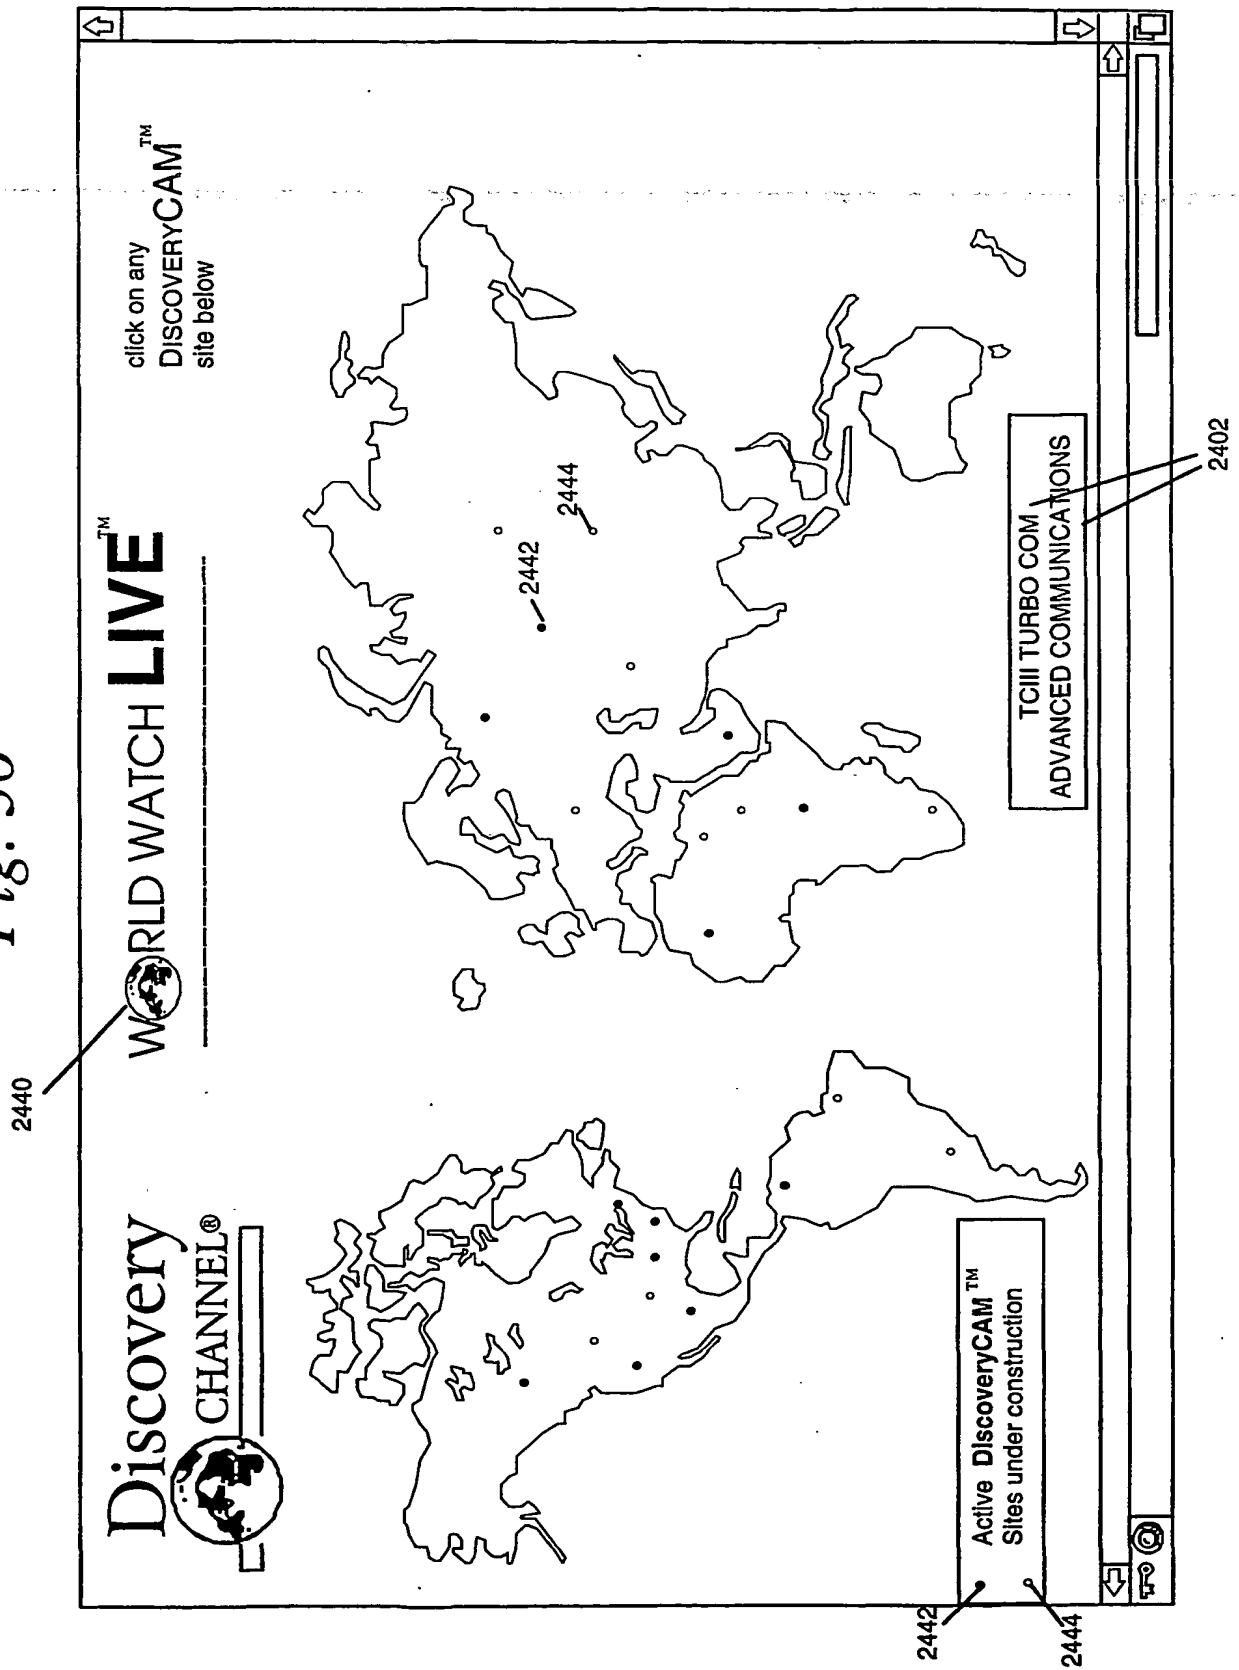 2440
Discovery
CHANNEL®
WORLD WATCH LIVE™
click on any
DISCOVERYCAM™
site below
2442
2444
2442
Active DiscoveryCAM™
2444
Sites under construction
TCIII TURBO COM
ADVANCED COMMUNICATIONS
2402